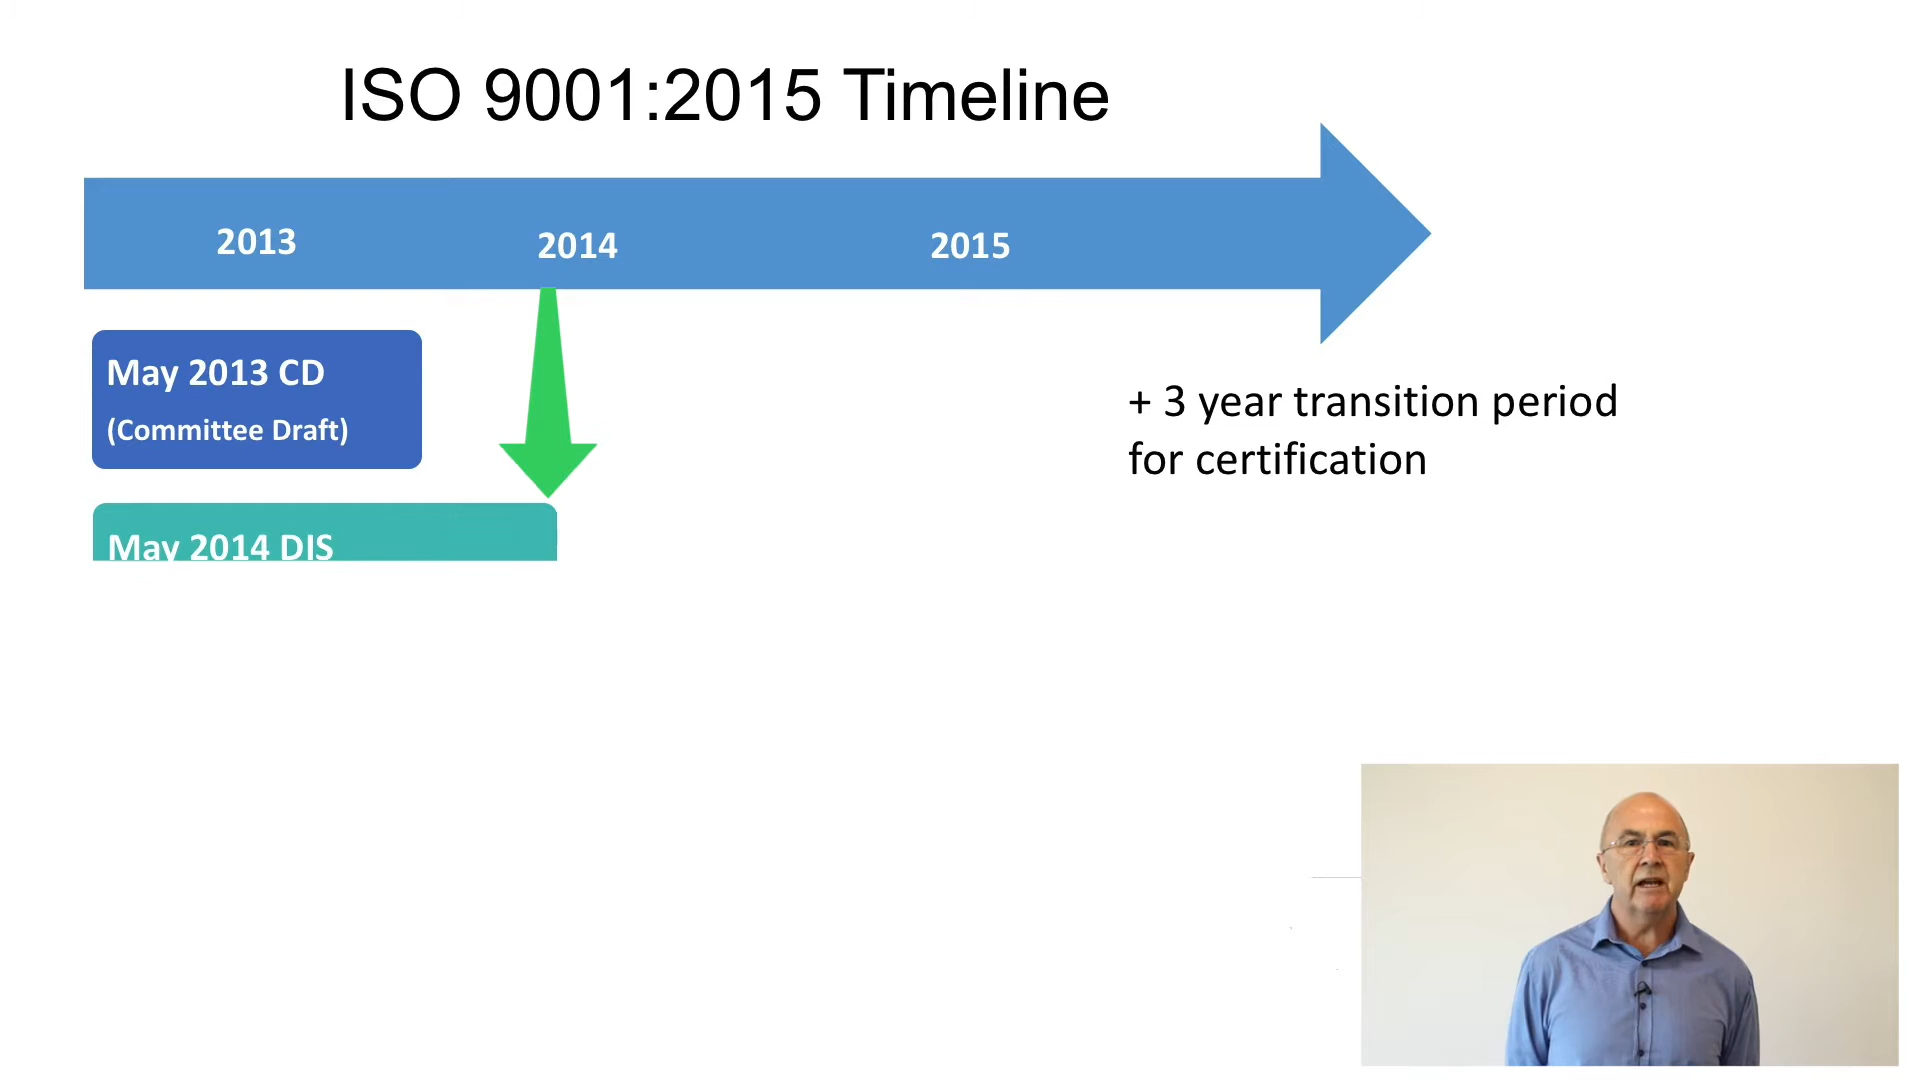 ISO 9001:2015 Timeline
2013
2014
2015
May 2013 CD
(Committee Draft)
+ 3 year transition period
for certification
May 2014 DIS